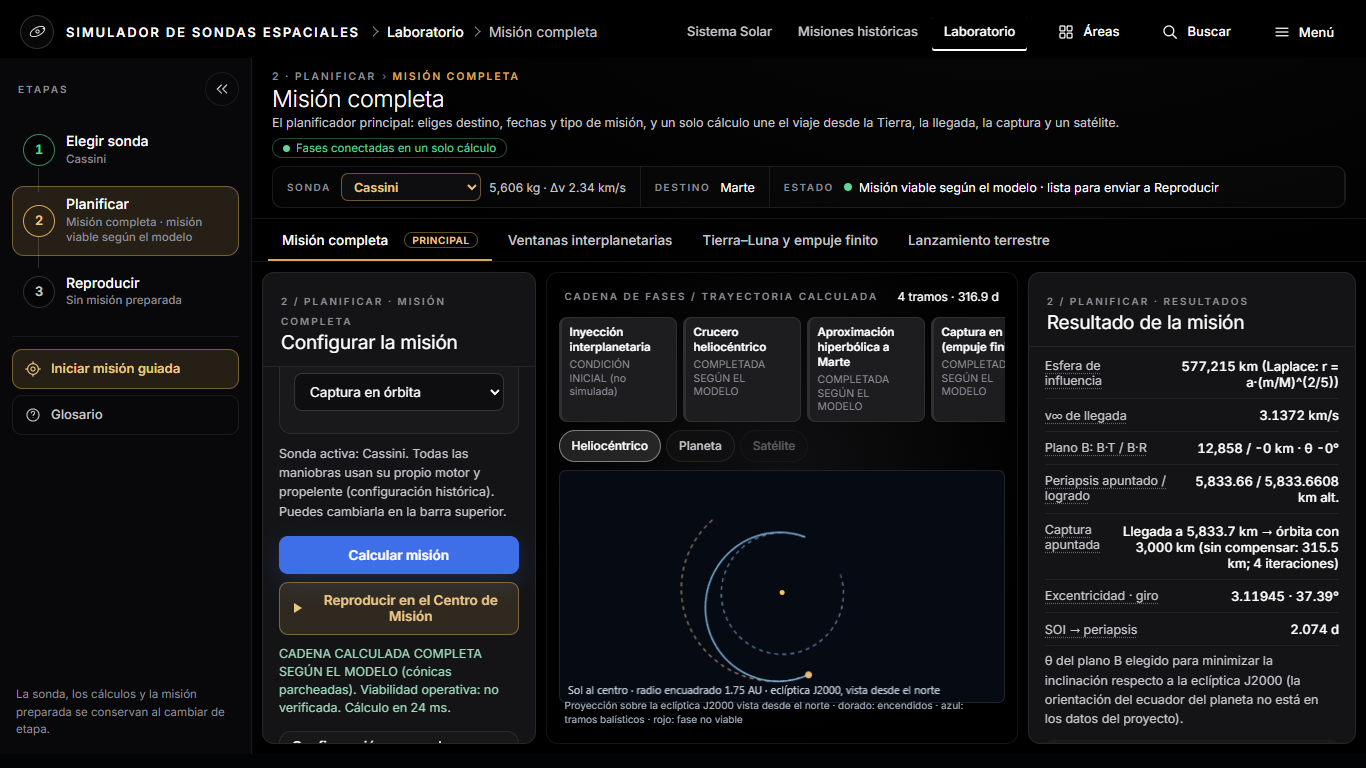 SIMULADOR DE SONDAS ESPACIALES > Laboratorio > Misión completa
Sistema Solar
Misiones históricas
Laboratorio
Áreas
Buscar
Menú
ETAPAS
1
Elegir sonda
Cassini
2
Planificar
Misión completa · misión
viable según el modelo
3
Reproducir
Sin misión preparada
Iniciar misión guiada
Glosario
La sonda, los cálculos y la misión
preparada se conservan al cambiar de
etapa.
2 · PLANIFICAR › MISIÓN COMPLETA
Misión completa
El planificador principal: eliges destino, fechas y tipo de misión, y un solo cálculo une el viaje desde la Tierra, la llegada, la captura y un satélite.
Fases conectadas en un solo cálculo
SONDA
Cassini
5,606 kg · Δv 2.34 km/s
DESTINO Marte
ESTADO
Misión viable según el modelo · lista para enviar a Reproducir
Misión completa
PRINCIPAL
Ventanas interplanetarias
Tierra–Luna y empuje finito
Lanzamiento terrestre
2 / PLANIFICAR · MISIÓN
COMPLETA
Configurar la misión
Captura en órbita
Sonda activa: Cassini. Todas las
maniobras usan su propio motor y
propelente (configuración histórica).
Puedes cambiarla en la barra superior.
Calcular misión
Reproducir en el Centro de
Misión
CADENA CALCULADA COMPLETA
SEGÚN EL MODELO (cónicas
parcheadas). Viabilidad operativa: no
verificada. Cálculo en 24 ms.
CADENA DE FASES / TRAYECTORIA CALCULADA
4 tramos · 316.9 d
Inyección
interplanetaria
CONDICIÓN
INICIAL (no
simulada)
Crucero
heliocéntrico
COMPLETADA
SEGÚN EL
MODELO
Aproximación
hiperbólica a
Marte
COMPLETADA
SEGÚN EL
MODELO
Captura en
(empuje fin
COMPLETAD
SEGÚN EL
MODELO
Heliocéntrico
Planeta
Satélite
Sol al centro · radio encuadrado 1.75 AU · eclíptica J2000, vista desde el norte
Proyección sobre la eclíptica J2000 vista desde el norte · dorado: encendidos · azul:
tramos balísticos · rojo: fase no viable
2 / PLANIFICAR · RESULTADOS
Resultado de la misión
Esfera de
influencia
577,215 km (Laplace: r =
a·(m/M)^(2/5))
v∞ de llegada
3.1372 km/s
Plano B: B·T / B·R
12,858 / -0 km · θ -0°
Periapsis apuntado /
logrado
5,833.66 / 5,833.6608
km alt.
Captura
apuntada
Llegada a 5,833.7 km → órbita con
3,000 km (sin compensar: 315.5
km; 4 iteraciones)
Excentricidad · giro
3.11945 · 37.39°
SOI → periapsis
2.074 d
θ del plano B elegido para minimizar la
inclinación respecto a la eclíptica J2000 (la
orientación del ecuador del planeta no está en
los datos del proyecto).